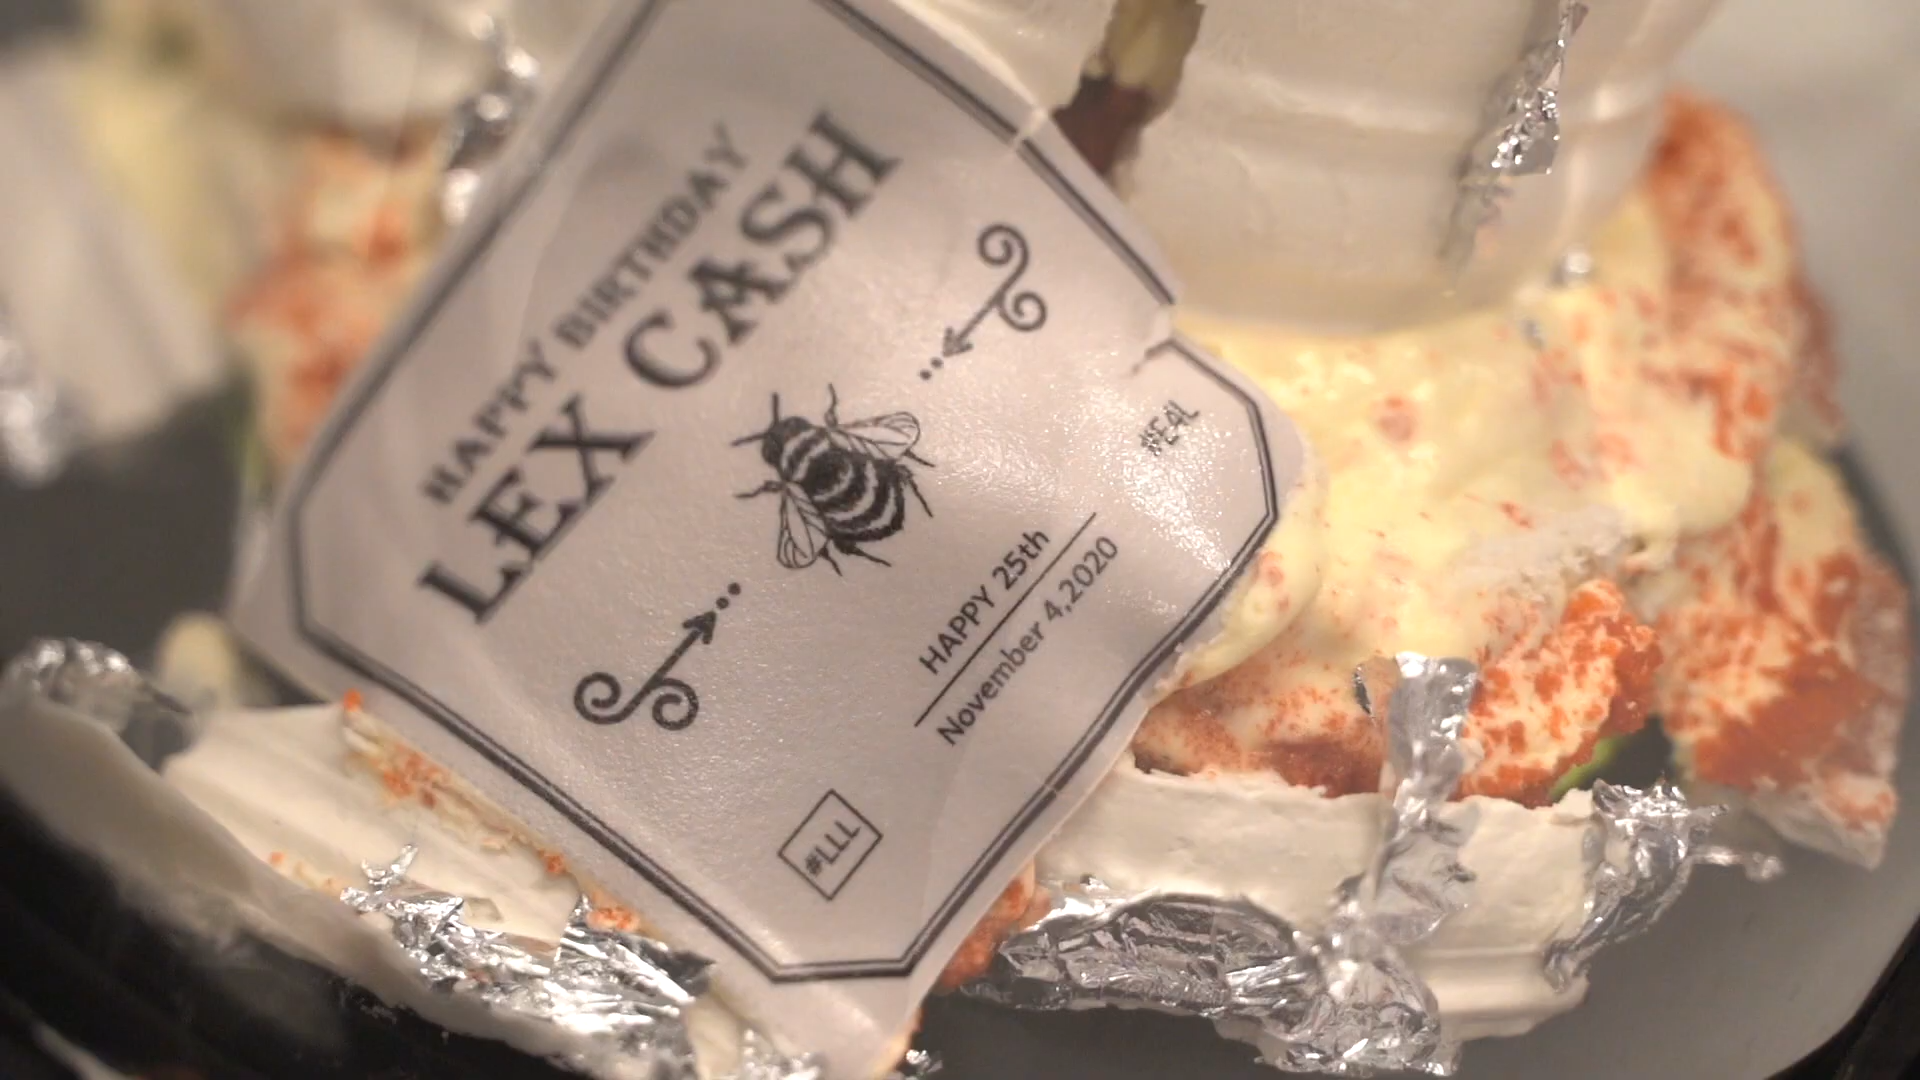 HAPPY BIRTHDAY
LEX CASH
HAPPY 25th
November 4,2020
#E4L
#LLL